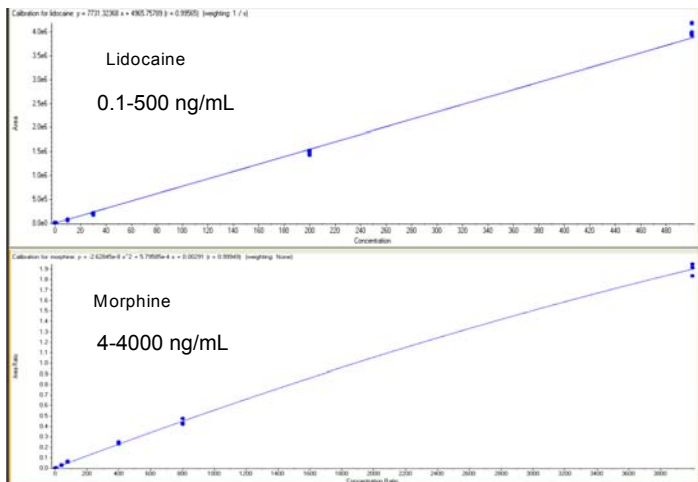 Calibration for lidocaine: y = 7731.32368 x + 4965.75789 (r = 0.99565) (weighting: 1 / x)
4.0e6
Lidocaine
3.5e6
3.0e6
0.1-500 ng/mL
2.5e6
Area
2.0e6
1.5e6
1.0e6
5.0e5
0.0e0
20 40 60 80 100 120 140 160 180 200 220 240 260 280 300 320 340 360 380 400 420 440 460 480
Concentration
Calibration for morphine: y = -2.62845e-8 x^2 + 5.79585e-4 x + 0.00291 (r = 0.99949) (weighting: None)
1.9
1.8
1.7
Morphine
1.6
1.5
1.4
1.3
4-4000 ng/mL
1.2
1.1
1.0
Area Ratio
0.9
0.8
0.7
0.6
0.5
0.4
0.3
0.2
0.1
0.0
200 400 600 800 1000 1200 1400 1600 1800 2000 2200 2400 2600 2800 3000 3200 3400 3600 3800
Concentration Ratio